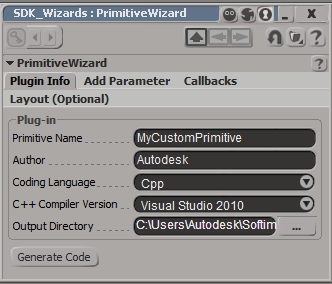 SDK_Wizards : PrimitiveWizard
PrimitiveWizard
Plugin Info Add Parameter Callbacks
Layout (Optional)
Plug-in
Primitive Name MyCustomPrimitive
Author Autodesk
Coding Language Cpp
C++ Compiler Version Visual Studio 2010
Output Directory C:\Users\Autodesk\Softim ...
Generate Code